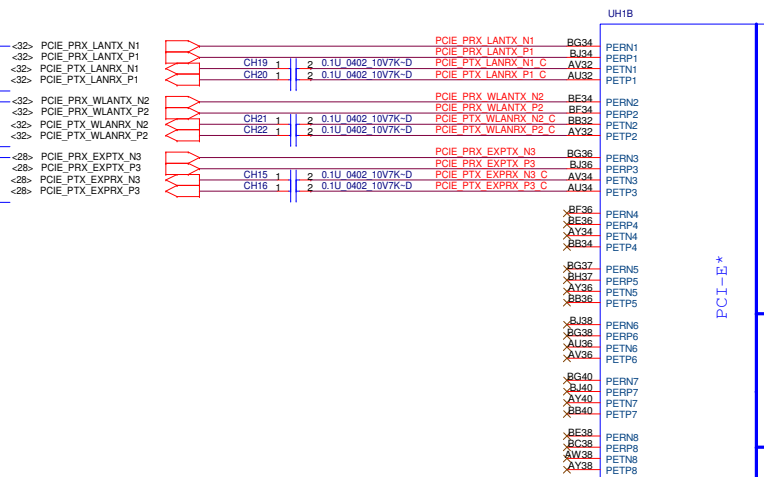 UH1B
<32> PCIE_PRX_LANTX_N1 PCIE_PRX_LANTX_N1 BG34 PERN1
<32> PCIE_PRX_LANTX_P1 PCIE_PRX_LANTX_P1 BJ34 PERP1
<32> PCIE_PTX_LANRX_N1 CH19 1 2 0.1U_0402_10V7K~D PCIE_PTX_LANRX_N1_C AV32 PETN1
<32> PCIE_PTX_LANRX_P1 CH20 1 2 0.1U_0402_10V7K~D PCIE_PTX_LANRX_P1_C AU32 PETP1
<32> PCIE_PRX_WLANTX_N2 PCIE_PRX_WLANTX_N2 BE34 PERN2
<32> PCIE_PRX_WLANTX_P2 PCIE_PRX_WLANTX_P2 BF34 PERP2
<32> PCIE_PTX_WLANRX_N2 CH21 1 2 0.1U_0402_10V7K~D PCIE_PTX_WLANRX_N2_C BB32 PETN2
<32> PCIE_PTX_WLANRX_P2 CH22 1 2 0.1U_0402_10V7K~D PCIE_PTX_WLANRX_P2_C AY32 PETP2
<28> PCIE_PRX_EXPTX_N3 PCIE_PRX_EXPTX_N3 BG36 PERN3
<28> PCIE_PRX_EXPTX_P3 PCIE_PRX_EXPTX_P3 BJ36 PERP3
<28> PCIE_PTX_EXPRX_N3 CH15 1 2 0.1U_0402_10V7K~D PCIE_PTX_EXPRX_N3_C AV34 PETN3
<28> PCIE_PTX_EXPRX_P3 CH16 1 2 0.1U_0402_10V7K~D PCIE_PTX_EXPRX_P3_C AU34 PETP3
BF36 PERN4
BE36 PERP4
AY34 PETN4
BB34 PETP4
BG37 PERN5
BH37 PERP5
AY36 PETN5
BB36 PETP5
BJ38 PERN6
BG38 PERP6
AU36 PETN6
AV36 PETP6
BG40 PERN7
BJ40 PERP7
AY40 PETN7
BB40 PETP7
BE38 PERN8
BC38 PERP8
AW38 PETN8
AY38 PETP8
PCI-E*